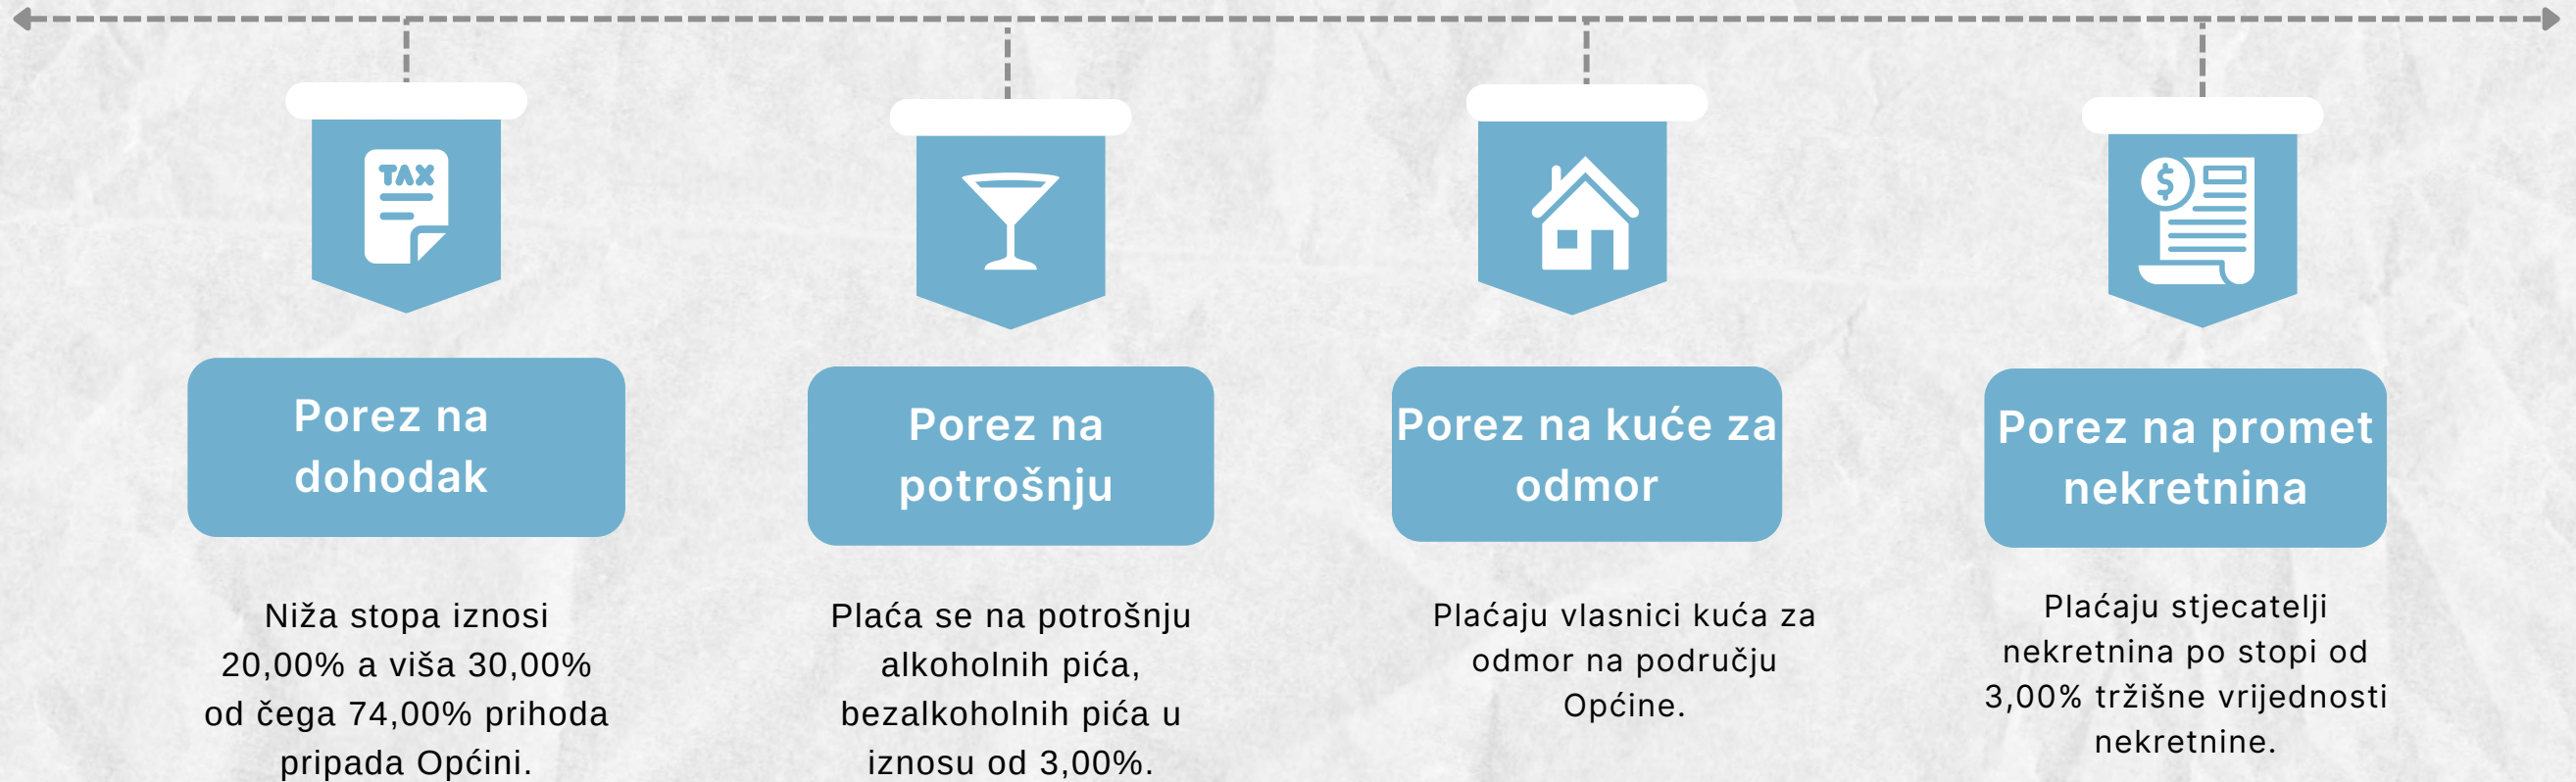 TAX
Porez na
dohodak
Niža stopa iznosi
20,00% a viša 30,00%
od čega 74,00% prihoda
pripada Općini.
Porez na
potrošnju
Plaća se na potrošnju
alkoholnih pića,
bezalkoholnih pića u
iznosu od 3,00%.
Porez na kuće za
odmor
Plaćaju vlasnici kuća za
odmor na području
Općine.
$
Porez na promet
nekretnina
Plaćaju stjecatelji
nekretnina po stopi od
3,00% tržišne vrijednosti
nekretnine.